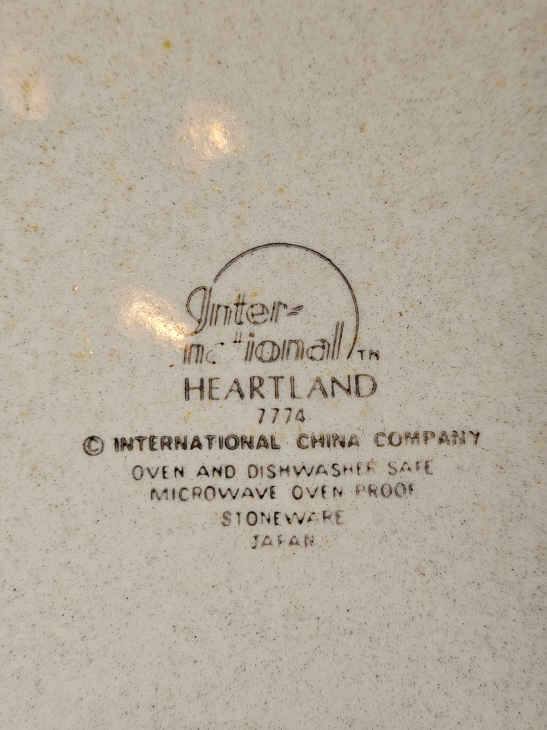 Inter-
national TM
HEARTLAND
7774
© INTERNATIONAL CHINA COMPANY
OVEN AND DISHWASHER SAFE
MICROWAVE OVEN PROOF
STONEWARE
JAPAN